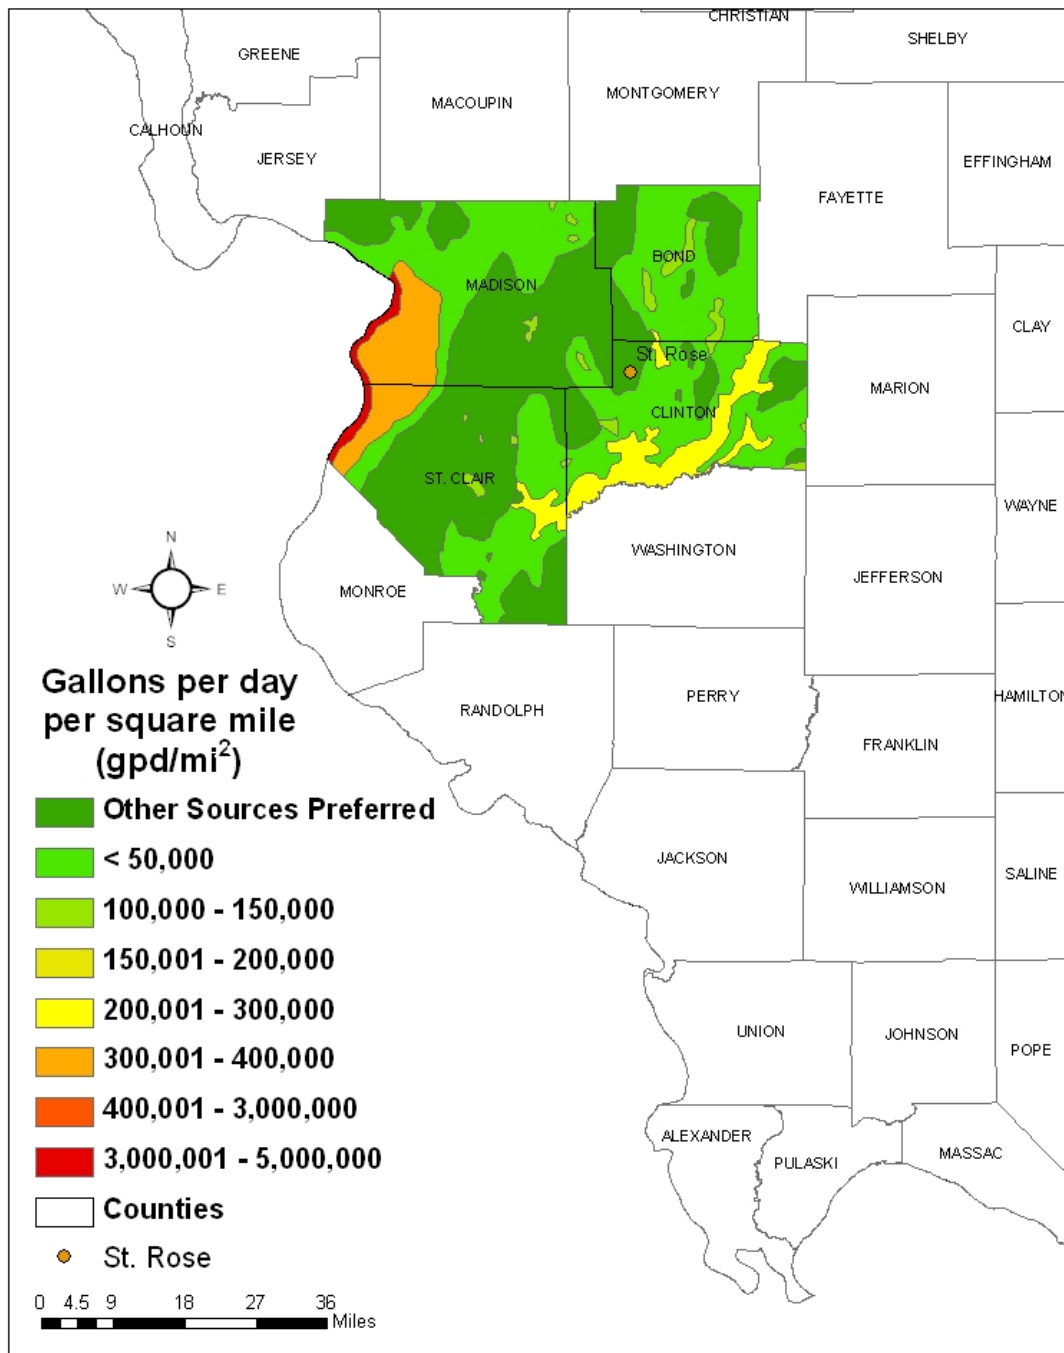 CHRISTIAN
SHELBY
GREENE
MACOUPIN
MONTGOMERY
CALHOUN
JERSEY
EFFINGHAM
FAYETTE
BOND
MADISON
CLAY
St. Rose
MARION
CLINTON
ST. CLAIR
WAYNE
WASHINGTON
JEFFERSON
N
W E
S
MONROE
Gallons per day
per square mile
(gpd/mi²)
RANDOLPH
PERRY
HAMILTON
FRANKLIN
Other Sources Preferred
< 50,000
JACKSON
WILLIAMSON
SALINE
100,000 - 150,000
150,001 - 200,000
200,001 - 300,000
UNION
JOHNSON
POPE
300,001 - 400,000
400,001 - 3,000,000
ALEXANDER
PULASKI
MASSAC
3,000,001 - 5,000,000
Counties
St. Rose
0 4.5 9 18 27 36
Miles